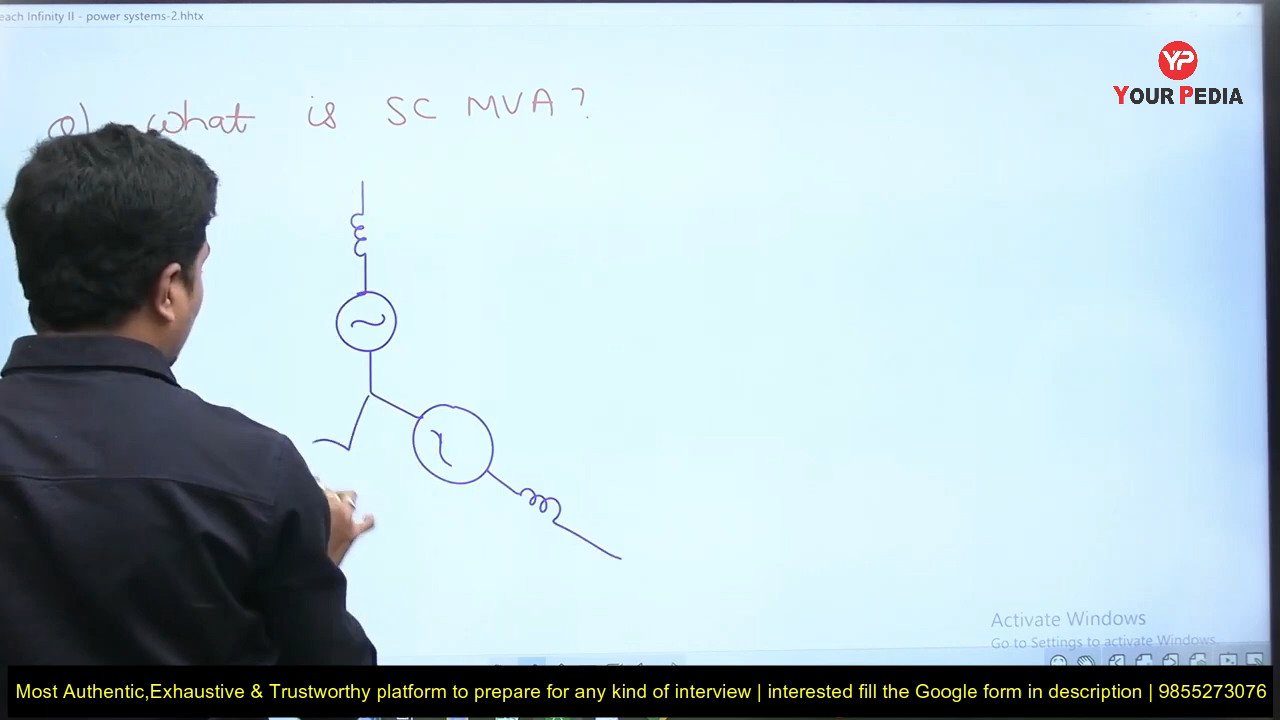 each Infinity II - power systems-2.hhtx
YP
YOUR PEDIA
Q) what is SC MVA?
Activate Windows
Go to Settings to activate Windows.
Most Authentic,Exhaustive & Trustworthy platform to prepare for any kind of interview | interested fill the Google form in description | 9855273076